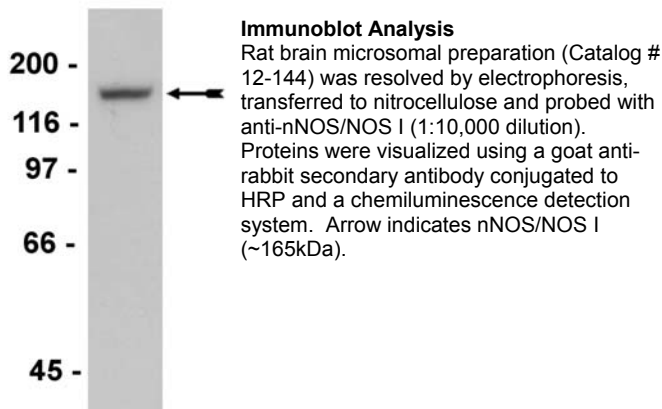 200 -
116 -
97 -
66 -
45 -
Immunoblot Analysis
Rat brain microsomal preparation (Catalog #
12-144) was resolved by electrophoresis,
transferred to nitrocellulose and probed with
anti-nNOS/NOS I (1:10,000 dilution).
Proteins were visualized using a goat anti-
rabbit secondary antibody conjugated to
HRP and a chemiluminescence detection
system.  Arrow indicates nNOS/NOS I
(~165kDa).